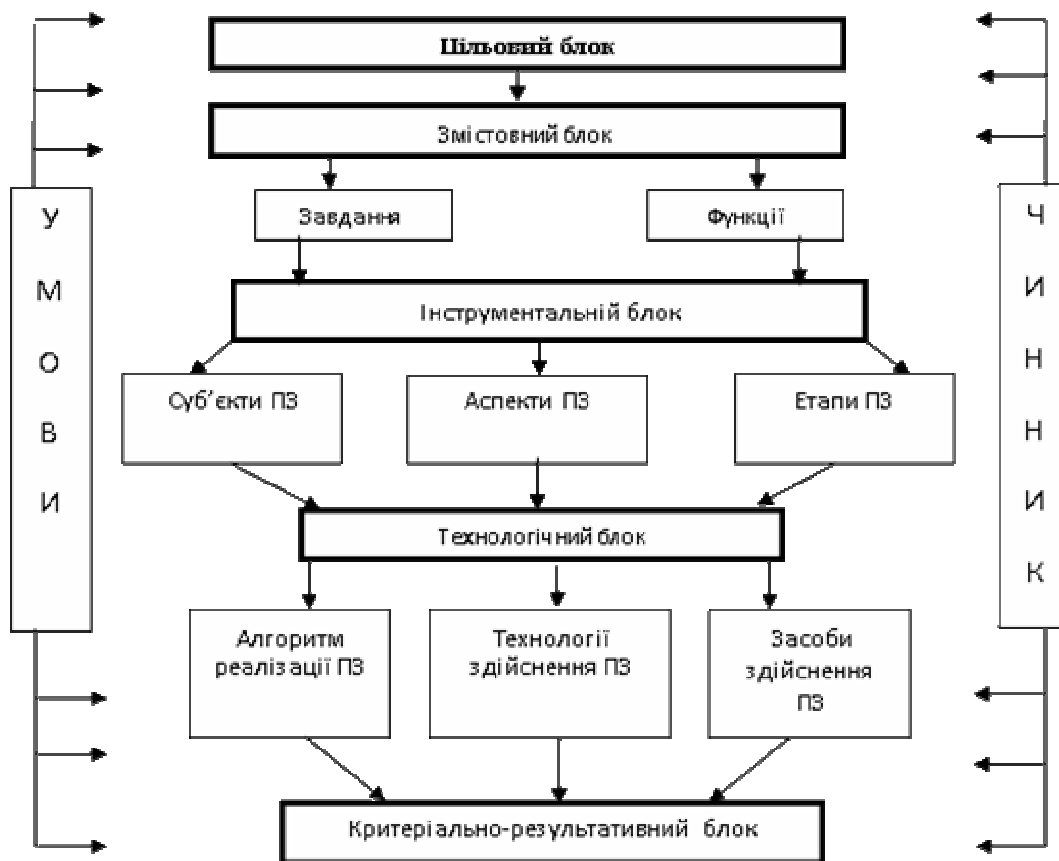 Цільовий блок
Змістовний блок
Завдання
Функції
Інструментальній блок
Суб'єкти ПЗ
Аспекти ПЗ
Етапи ПЗ
Технологічний блок
Алгоритм
реалізації ПЗ
Технології
здійснення ПЗ
Засоби
здійснення
ПЗ
Критеріально-результативний блок
У
М
О
В
И
Ч
И
Н
Н
И
К